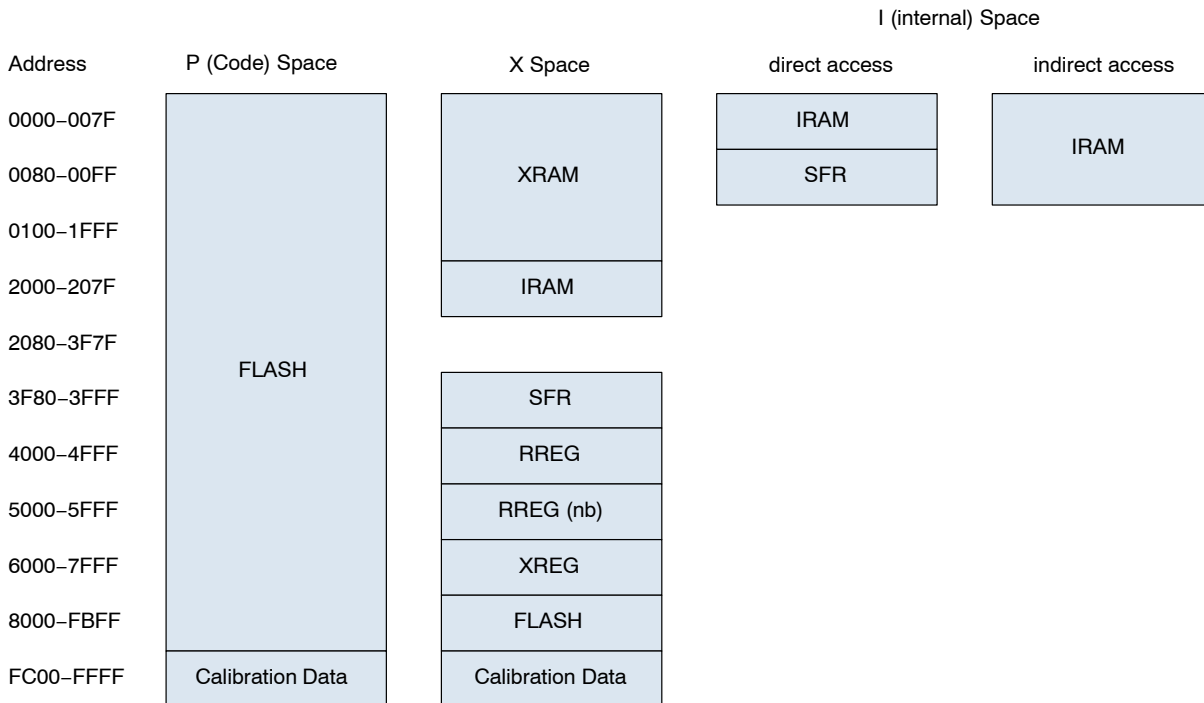 I (internal) Space
Address P (Code) Space X Space direct access indirect access
0000−007F IRAM
IRAM
0080−00FF XRAM SFR
0100−1FFF
2000−207F IRAM
2080−3F7F
FLASH
3F80−3FFF SFR
4000−4FFF RREG
5000−5FFF RREG (nb)
6000−7FFF XREG
8000−FBFF FLASH
FC00−FFFF Calibration Data Calibration Data